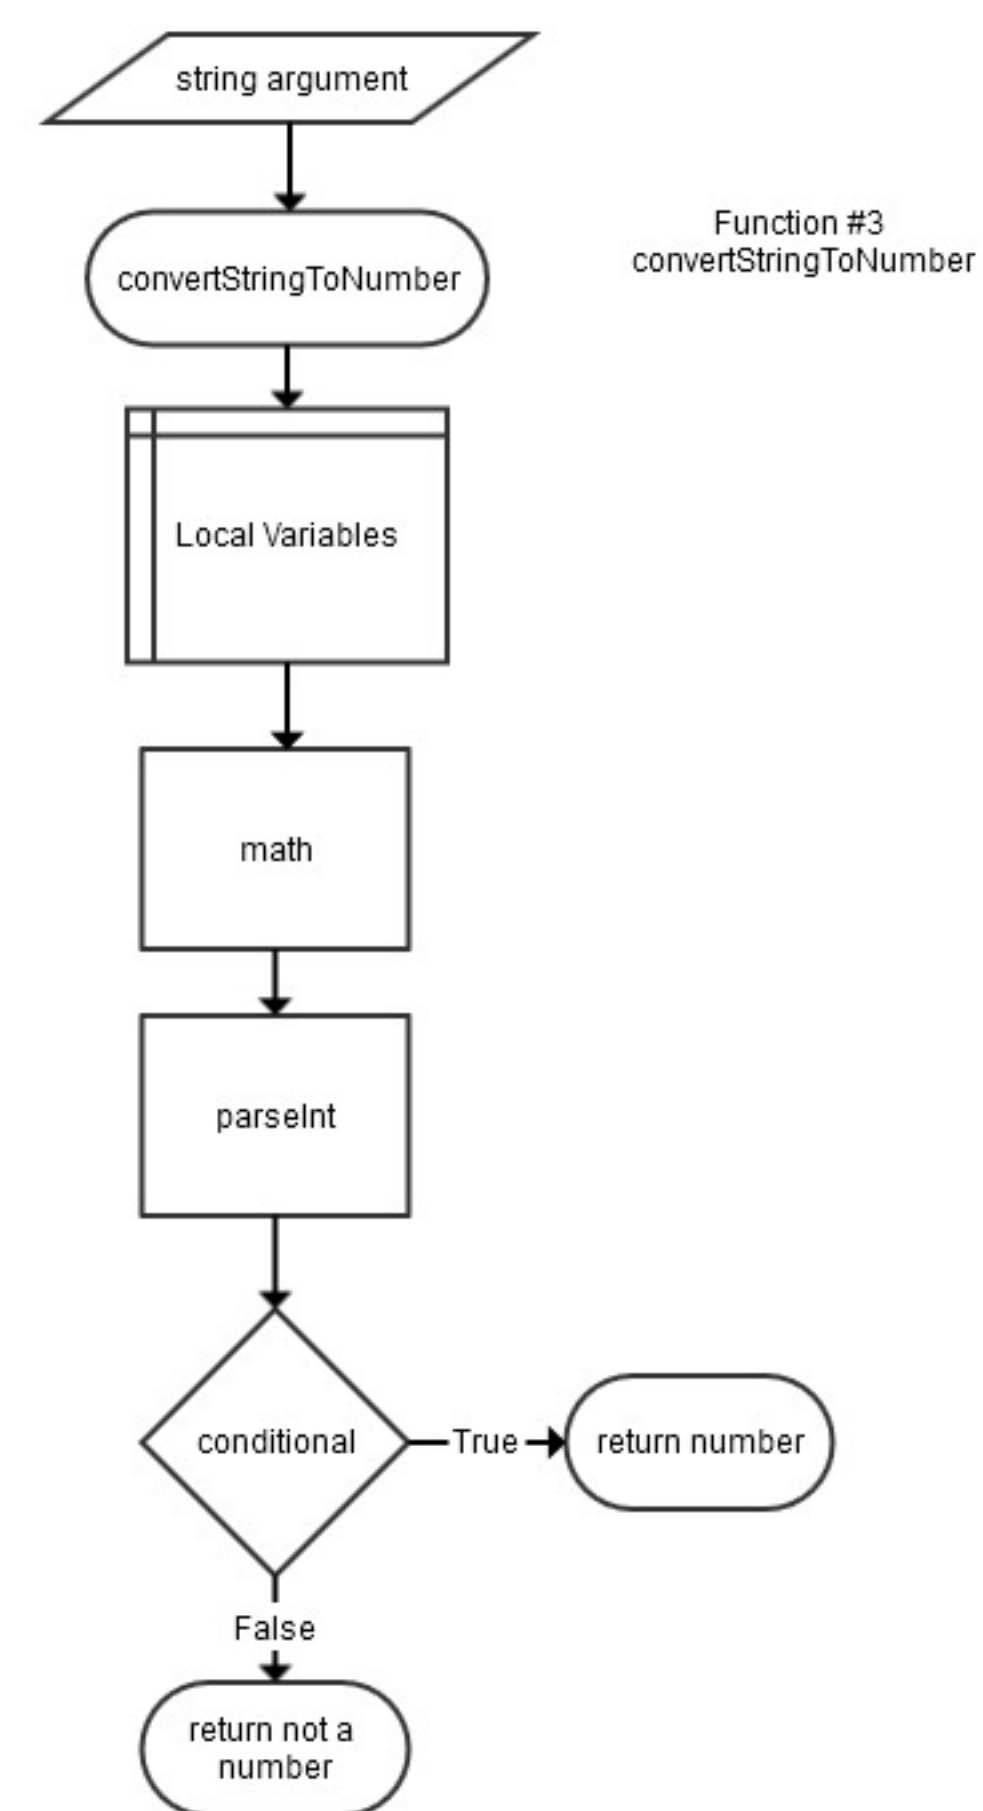 string argument
Function #3
convertStringToNumber
convertStringToNumber
Local Variables
math
parseInt
conditional
True
return number
False
return not a
number